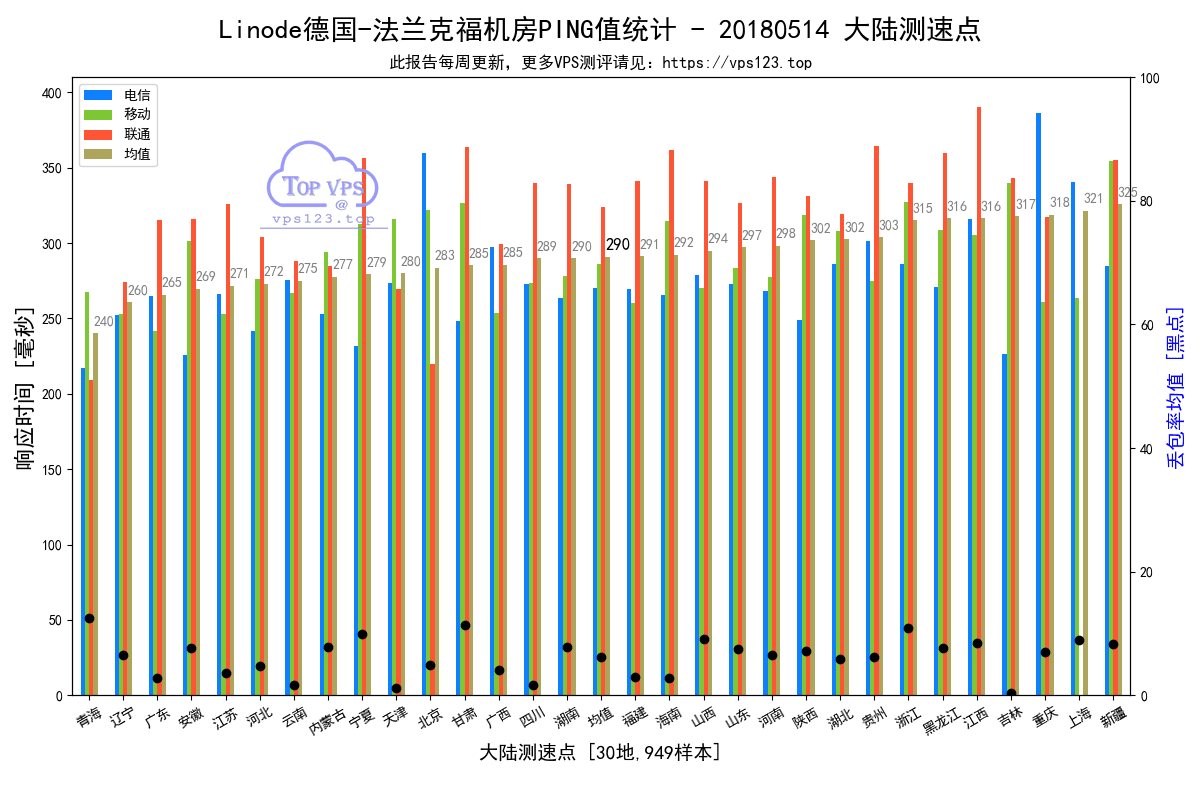 Linode德国-法兰克福机房PING值统计 - 20180514 大陆测速点
此报告每周更新，更多VPS测评请见：https://vps123.top
电信
移动
联通
均值
Top VPS
@
vps123.top
响应时间 [毫秒]
400
350
300
250
200
150
100
50
0
丢包率均值 [黑点]
100
80
60
40
20
0
240
260
265
269
271
272
275
277
279
280
283
285
285
289
290
290
291
292
294
297
298
302
302
303
315
316
316
317
318
321
325
青海
辽宁
广东
安徽
江苏
河北
云南
内蒙古
宁夏
天津
北京
甘肃
广西
四川
湖南
均值
福建
海南
山西
山东
河南
陕西
湖北
贵州
浙江
黑龙江
江西
吉林
重庆
上海
新疆
大陆测速点 [30地,949样本]